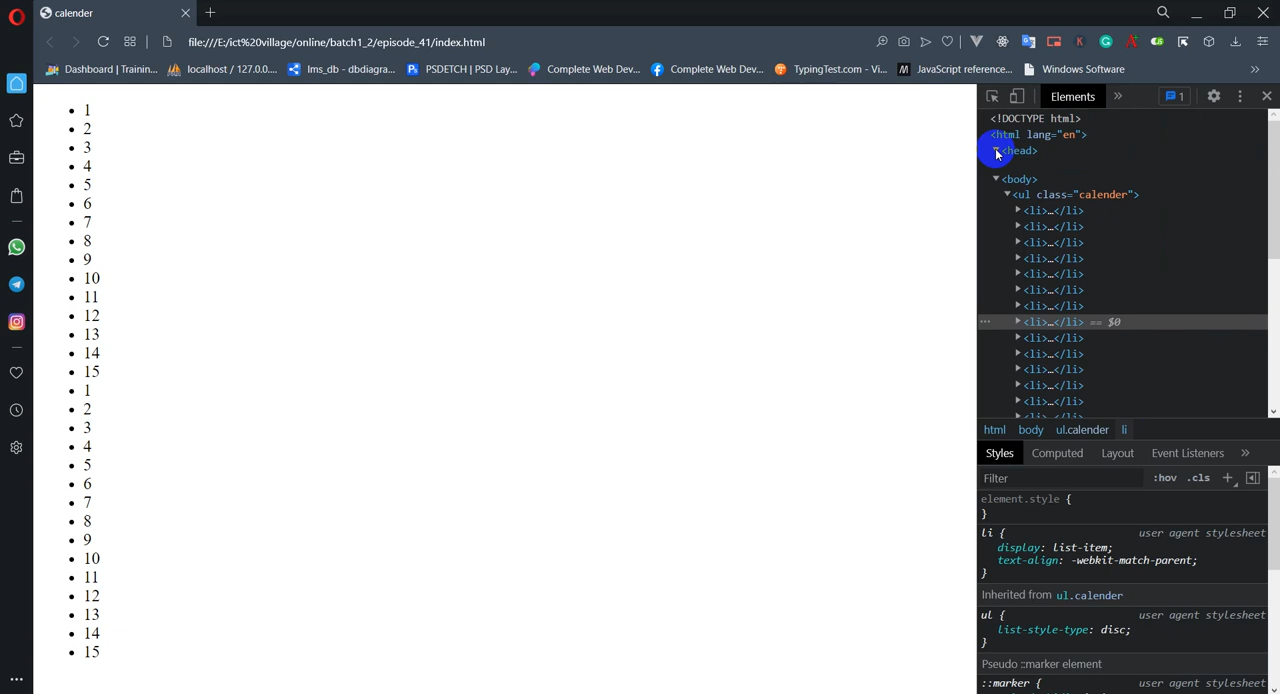 calender
file:///E:/ict%20village/online/batch1_2/episode_41/index.html
Dashboard | Trainin...
localhost / 127.0.0....
lms_db - dbdiagra...
PSDETCH | PSD Lay...
Complete Web Dev...
Complete Web Dev...
TypingTest.com - Vi...
JavaScript reference...
Windows Software
1
2
3
4
5
6
7
8
9
10
11
12
13
14
15
1
2
3
4
5
6
7
8
9
10
11
12
13
14
15
Elements
1
<!DOCTYPE html>
<html lang="en">
<head>
<body>
<ul class="calender">
<li>…</li>
<li>…</li>
<li>…</li>
<li>…</li>
<li>…</li>
<li>…</li>
<li>…</li>
<li>…</li> == $0
<li>…</li>
<li>…</li>
<li>…</li>
<li>…</li>
<li>…</li>
<li>…</li>
html body ul.calender li
Styles Computed Layout Event Listeners
Filter :hov .cls
element.style {
}
li { user agent stylesheet
display: list-item;
text-align: -webkit-match-parent;
}
Inherited from ul.calender
ul { user agent stylesheet
list-style-type: disc;
}
Pseudo ::marker element
::marker { user agent stylesheet